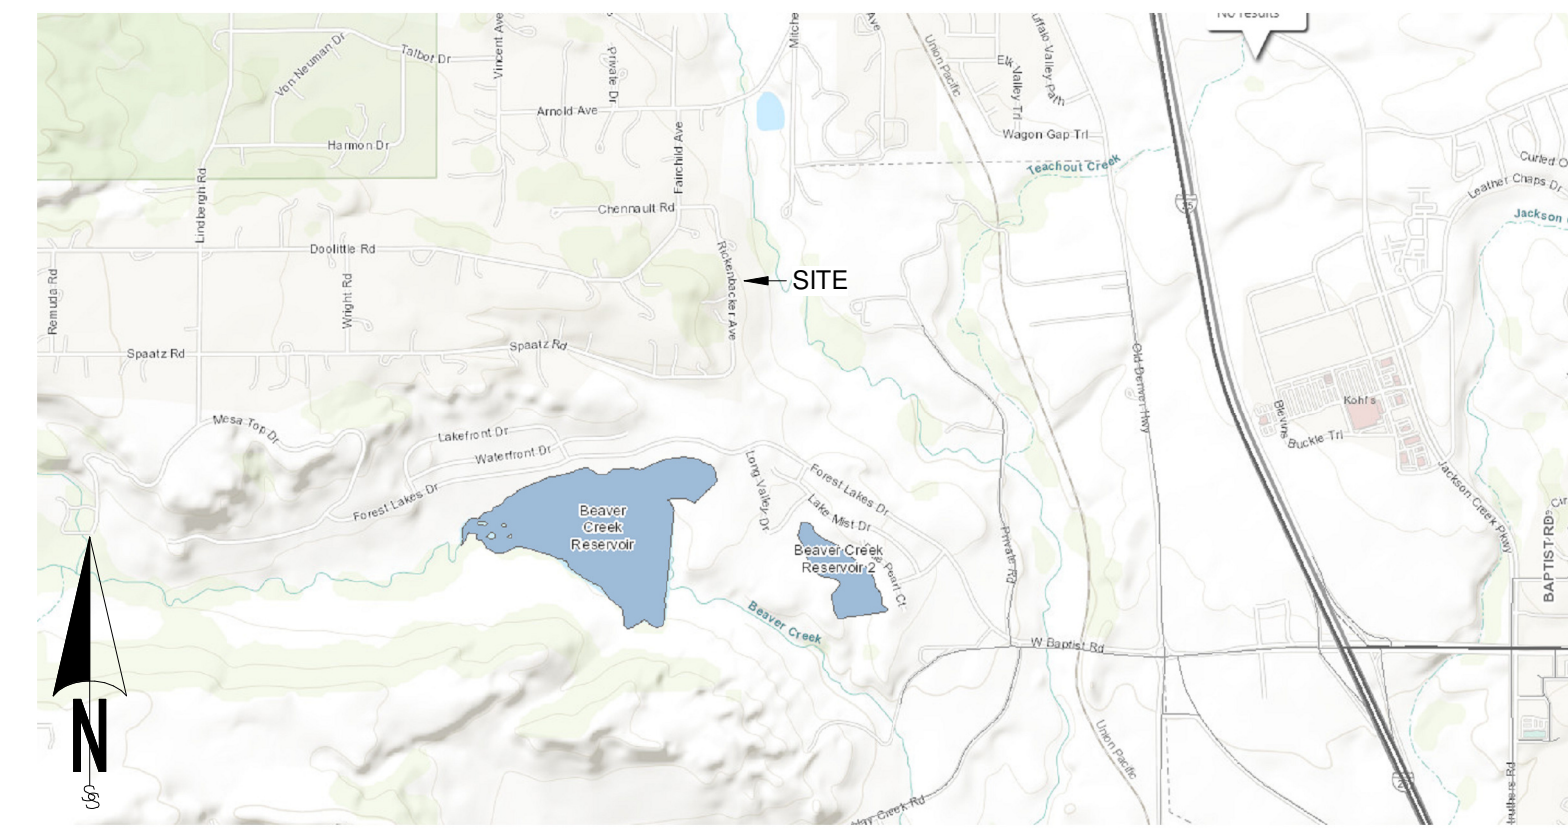 No results
Talbot Dr
Von Neuman Dr
Vincent Ave
Private Dr
Ave
Union Pacific
Elk Valley Trl
Arnold Ave
Wagon Gap Trl
Harmon Dr
Fairchild Ave
Teachout Creek
Curled
Leather Chaps Dr
Lindbergh Rd
Chennault Rd
Jackson
Doolittle Rd
Rickenbacker Ave
SITE
Remuda Rd
Wright Rd
Spaatz Rd
Spaatz Rd
Old Denver Hwy
Kohl's
Blevins
Buckle Trl
Mesa Top Dr
Lakefront Dr
Waterfront Dr
Forest Lakes Dr
Long Valley Dr
Forest Lakes Dr
Lake Mist Dr
Jackson Creek Pkwy
Beaver
Creek
Reservoir
Beaver Creek
Reservoir 2
Pearl Ct
Private Rd
BAPTIST RD
Beaver Creek
W Baptist Rd
Union Pacific
N
Creek Rd